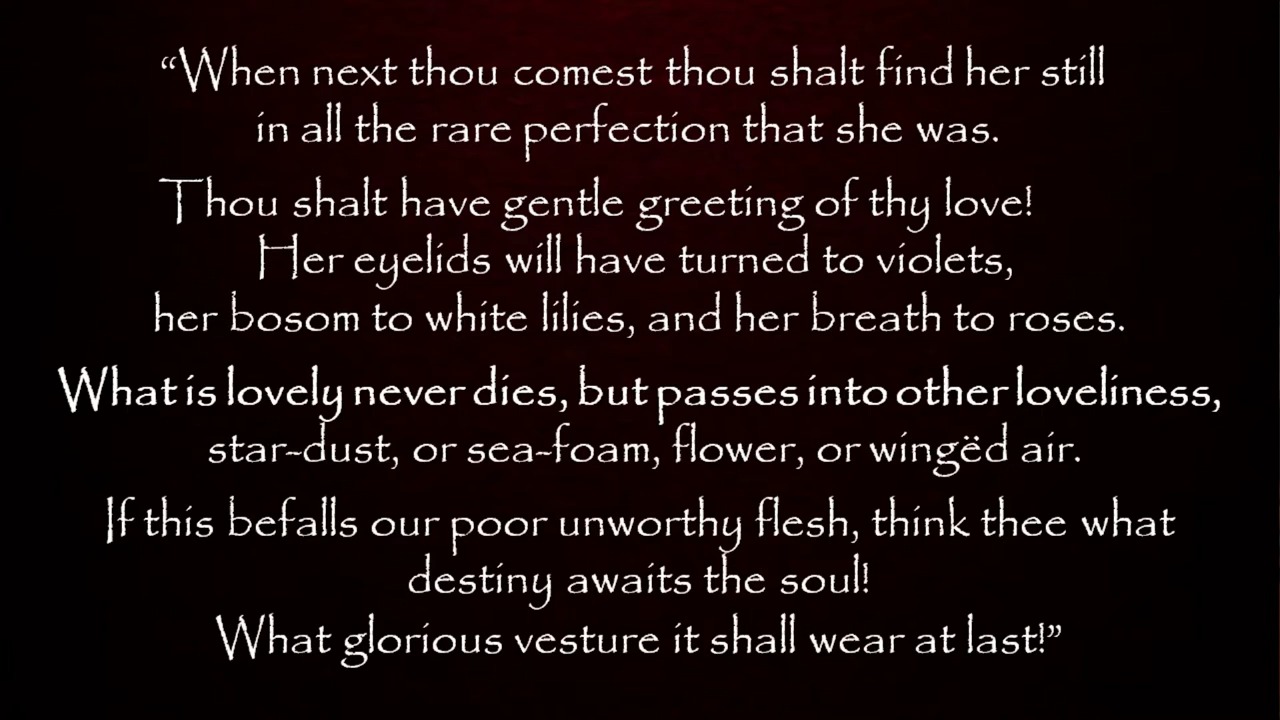 “When next thou comest thou shalt find her still
in all the rare perfection that she was.
Thou shalt have gentle greeting of thy love!
Her eyelids will have turned to violets,
her bosom to white lilies, and her breath to roses.
What is lovely never dies, but passes into other loveliness,
star-dust, or sea-foam, flower, or wingëd air.
If this befalls our poor unworthy flesh, think thee what
destiny awaits the soul!
What glorious vesture it shall wear at last!”